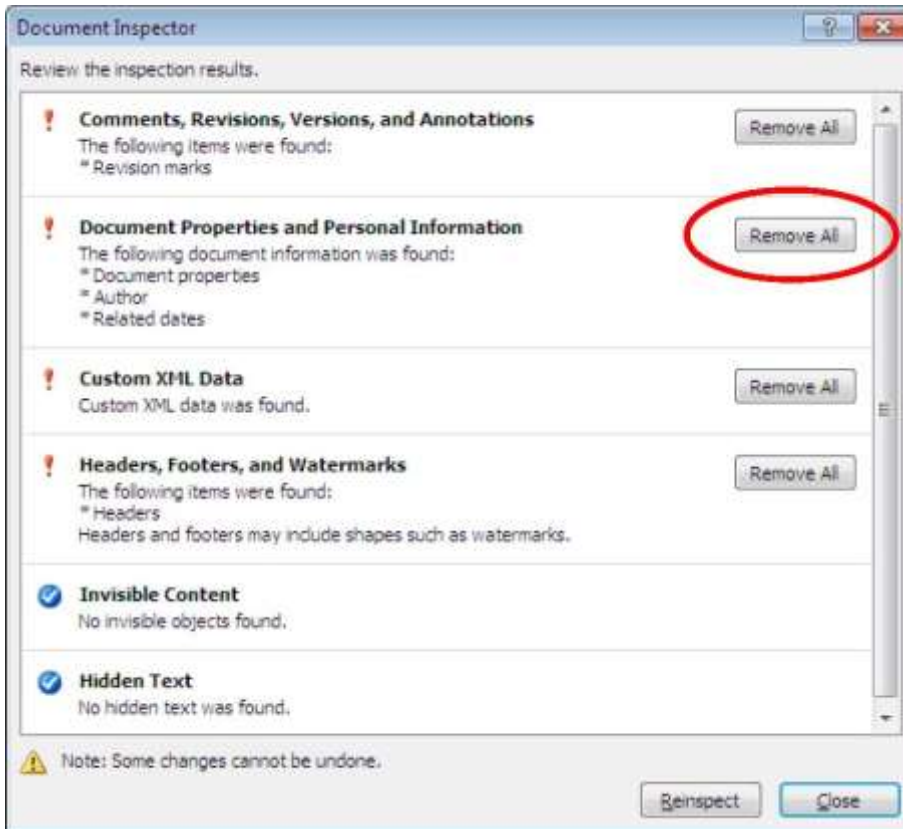 Document Inspector
Review the inspection results.
Comments, Revisions, Versions, and Annotations
Remove All
The following items were found:
* Revision marks
Document Properties and Personal Information
Remove All
The following document information was found:
* Document properties
* Author
* Related dates
Custom XML Data
Remove All
Custom XML data was found.
Headers, Footers, and Watermarks
Remove All
The following items were found:
* Headers
Headers and footers may include shapes such as watermarks.
Invisible Content
No invisible objects found.
Hidden Text
No hidden text was found.
Note: Some changes cannot be undone.
Reinspect
Close